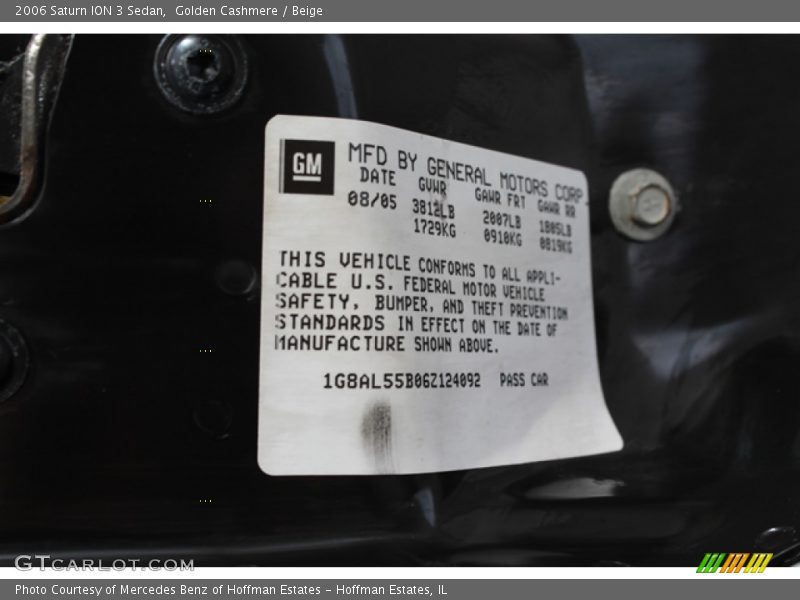 2006 Saturn ION 3 Sedan,  Golden Cashmere / Beige
GM
MFD BY GENERAL MOTORS CORP
DATE GVWR GAWR FRT GAWR RR
08/05 3812LB 2007LB 1805LB
1729KG 0910KG 0819KG
THIS VEHICLE CONFORMS TO ALL APPLI-
CABLE U.S. FEDERAL MOTOR VEHICLE
SAFETY, BUMPER, AND THEFT PREVENTION
STANDARDS IN EFFECT ON THE DATE OF
MANUFACTURE SHOWN ABOVE.
1G8AL55B06Z124092 PASS CAR
GTCARLOT.COM
Photo Courtesy of Mercedes Benz of Hoffman Estates - Hoffman Estates, IL